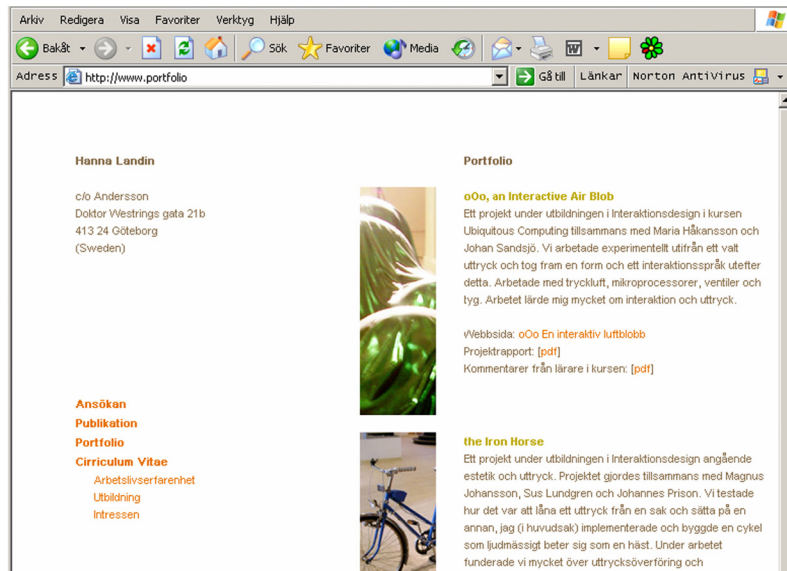 Arkiv Redigera Visa Favoriter Verktyg Hjälp
Bakåt Sök Favoriter Media
Adress http://www.portfolio Gå till Länkar Norton AntiVirus
Hanna Landin
c/o Andersson
Doktor Westrings gata 21b
413 24 Göteborg
(Sweden)
Ansökan
Publikation
Portfolio
Cirriculum Vitae
Arbetslivserfarenhet
Utbildning
Intressen
Portfolio
oOo, an Interactive Air Blob
Ett projekt under utbildningen i Interaktionsdesign i kursen
Ubiquitous Computing tillsammans med Maria Håkansson och
Johan Sandsjö. Vi arbetade experimentellt utifrån ett valt
uttryck och tog fram en form och ett interaktionsspråk utefter
detta. Arbetade med tryckluft, mikroprocessorer, ventiler och
tyg. Arbetet lärde mig mycket om interaktion och uttryck.
Webbsida: oOo En interaktiv luftblobb
Projektrapport: [pdf]
Kommentarer från lärare i kursen: [pdf]
the Iron Horse
Ett projekt under utbildningen i Interaktionsdesign angående
estetik och uttryck. Projektet gjordes tillsammans med Magnus
Johansson, Sus Lundgren och Johannes Prison. Vi testade
hur det var att låna ett uttryck från en sak och sätta på en
annan, jag (i huvudsak) implementerade och byggde en cykel
som ljudmässigt beter sig som en häst. Under arbetet
funderade vi mycket över uttrycksöverföring och